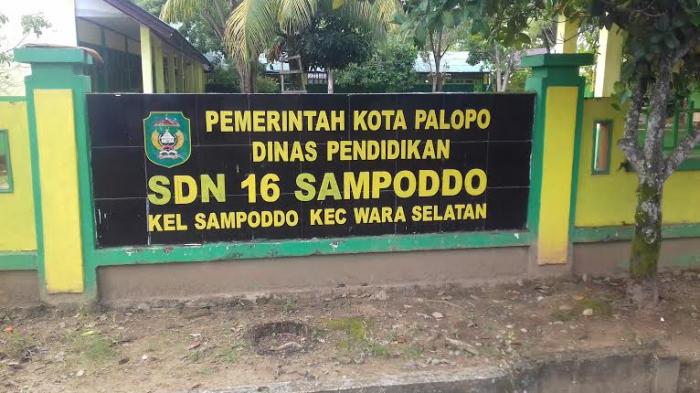 PEMERINTAH KOTA PALOPO
DINAS PENDIDIKAN
SDN 16 SAMPODDO
KEL SAMPODDO KEC WARA SELATAN